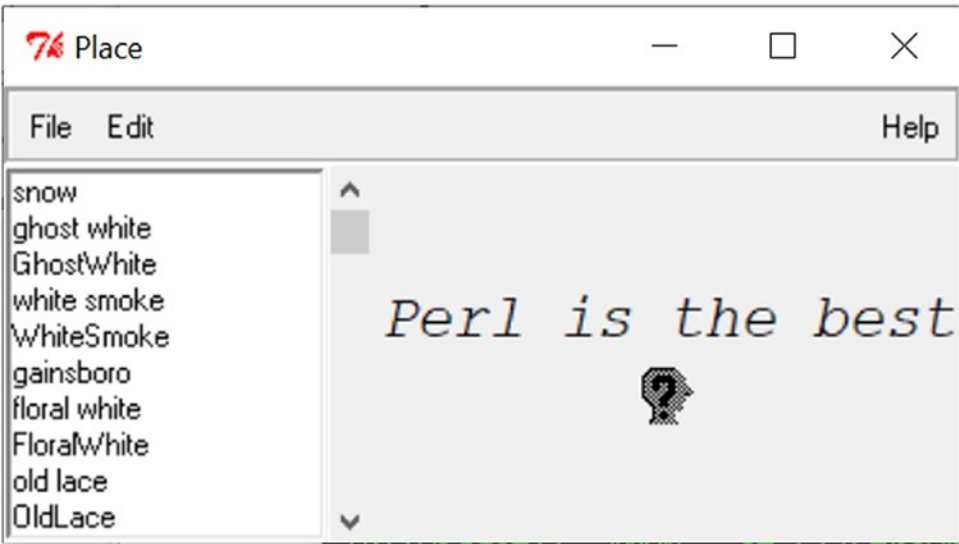 Place
File Edit Help
snow
ghost white
GhostWhite
white smoke
WhiteSmoke
gainsboro
floral white
FloralWhite
old lace
OldLace
Perl is the best
?